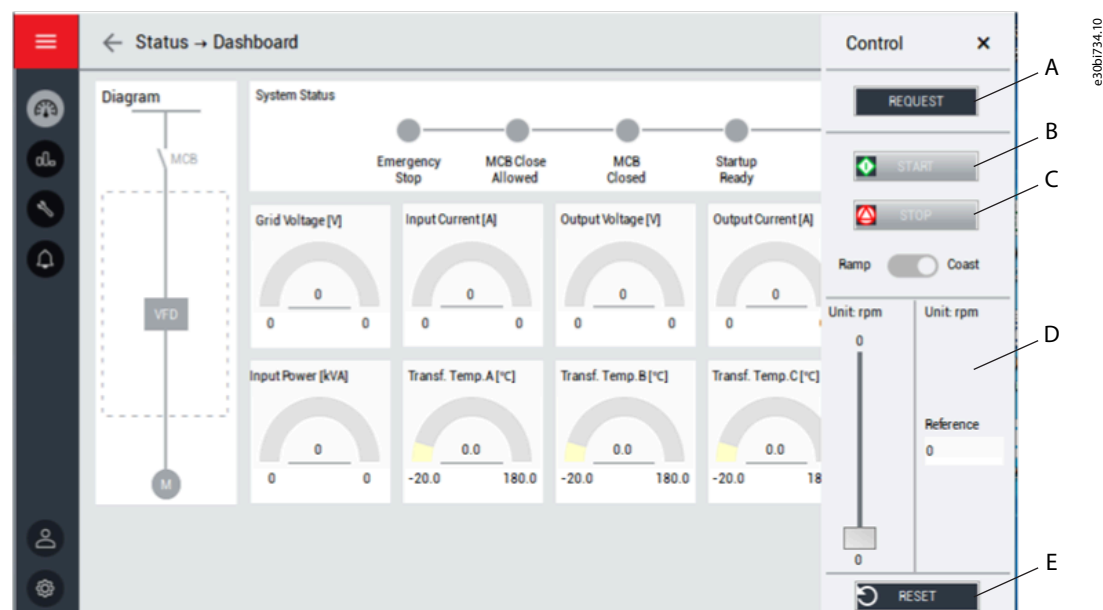 Status → Dashboard
Control ×
e30bi734.10
A
REQUEST
Diagram
MCB
VFD
M
System Status
Emergency
Stop
MCB Close
Allowed
MCB
Closed
Startup
Ready
B
START
C
STOP
Ramp Coast
Grid Voltage [V]
0
0 0
Input Current [A]
0
0 0
Output Voltage [V]
0
0 0
Output Current [A]
0
0
Input Power [kVA]
0
0 0
Transf. Temp.A [°C]
0.0
-20.0 180.0
Transf. Temp.B [°C]
0.0
-20.0 180.0
Transf. Temp.C [°C]
0.0
-20.0 18
Unit: rpm
0
0
Unit: rpm
D
Reference
0
E
RESET